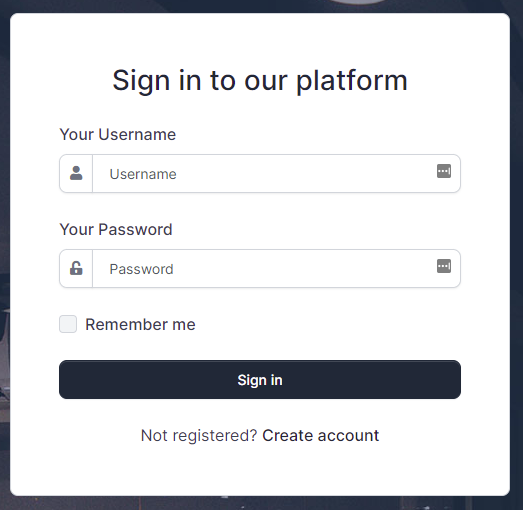 Sign in to our platform
Your Username
Username
Your Password
Password
Remember me
Sign in
Not registered? Create account